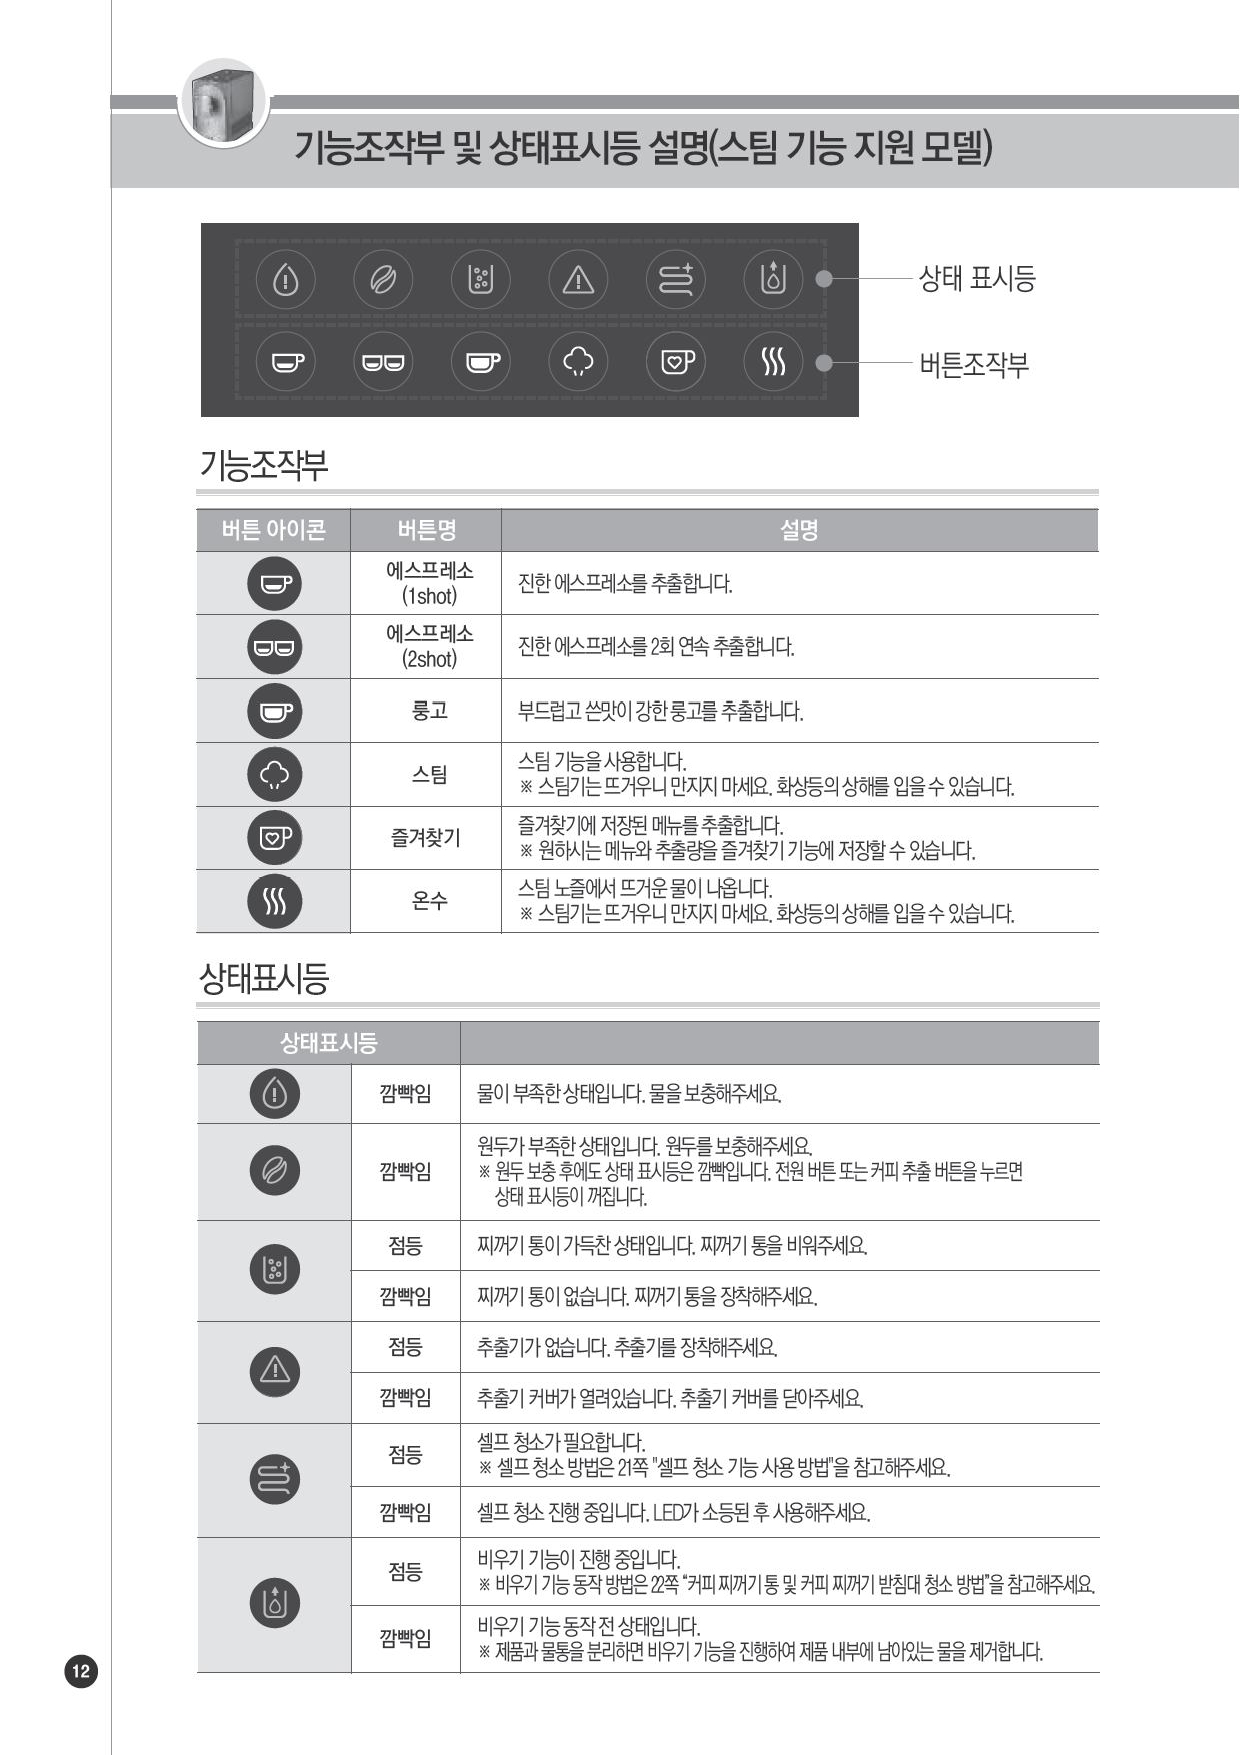 기능조작부 및 상태표시등 설명(스팀 기능 지원 모델)
상태 표시등
버튼조작부
기능조작부
버튼 아이콘 버튼명 설명
에스프레소
(1shot)
진한 에스프레소를 추출합니다.
에스프레소
(2shot)
진한 에스프레소를 2회 연속 추출합니다.
룽고
부드럽고 쓴맛이 강한 룽고를 추출합니다.
스팀
스팀 기능을 사용합니다.
※ 스팀기는 뜨거우니 만지지 마세요. 화상등의 상해를 입을 수 있습니다.
즐겨찾기
즐겨찾기에 저장된 메뉴를 추출합니다.
※ 원하시는 메뉴와 추출량을 즐겨찾기 기능에 저장할 수 있습니다.
온수
스팀 노즐에서 뜨거운 물이 나옵니다.
※ 스팀기는 뜨거우니 만지지 마세요. 화상등의 상해를 입을 수 있습니다.
상태표시등
상태표시등
깜빡임 물이 부족한 상태입니다. 물을 보충해주세요.
깜빡임
원두가 부족한 상태입니다. 원두를 보충해주세요.
※ 원두 보충 후에도 상태 표시등은 깜빡입니다. 전원 버튼 또는 커피 추출 버튼을 누르면
상태 표시등이 꺼집니다.
점등 찌꺼기 통이 가득찬 상태입니다. 찌꺼기 통을 비워주세요.
깜빡임 찌꺼기 통이 없습니다. 찌꺼기 통을 장착해주세요.
점등 추출기가 없습니다. 추출기를 장착해주세요.
깜빡임 추출기 커버가 열려있습니다. 추출기 커버를 닫아주세요.
점등
셀프 청소가 필요합니다.
※ 셀프 청소 방법은 21쪽 "셀프 청소 기능 사용 방법"을 참고해주세요.
깜빡임 셀프 청소 진행 중입니다. LED가 소등된 후 사용해주세요.
점등
비우기 기능이 진행 중입니다.
※ 비우기 기능 동작 방법은 22쪽 “커피 찌꺼기 통 및 커피 찌꺼기 받침대 청소 방법”을 참고해주세요.
깜빡임
비우기 기능 동작 전 상태입니다.
※ 제품과 물통을 분리하면 비우기 기능을 진행하여 제품 내부에 남아있는 물을 제거합니다.
12